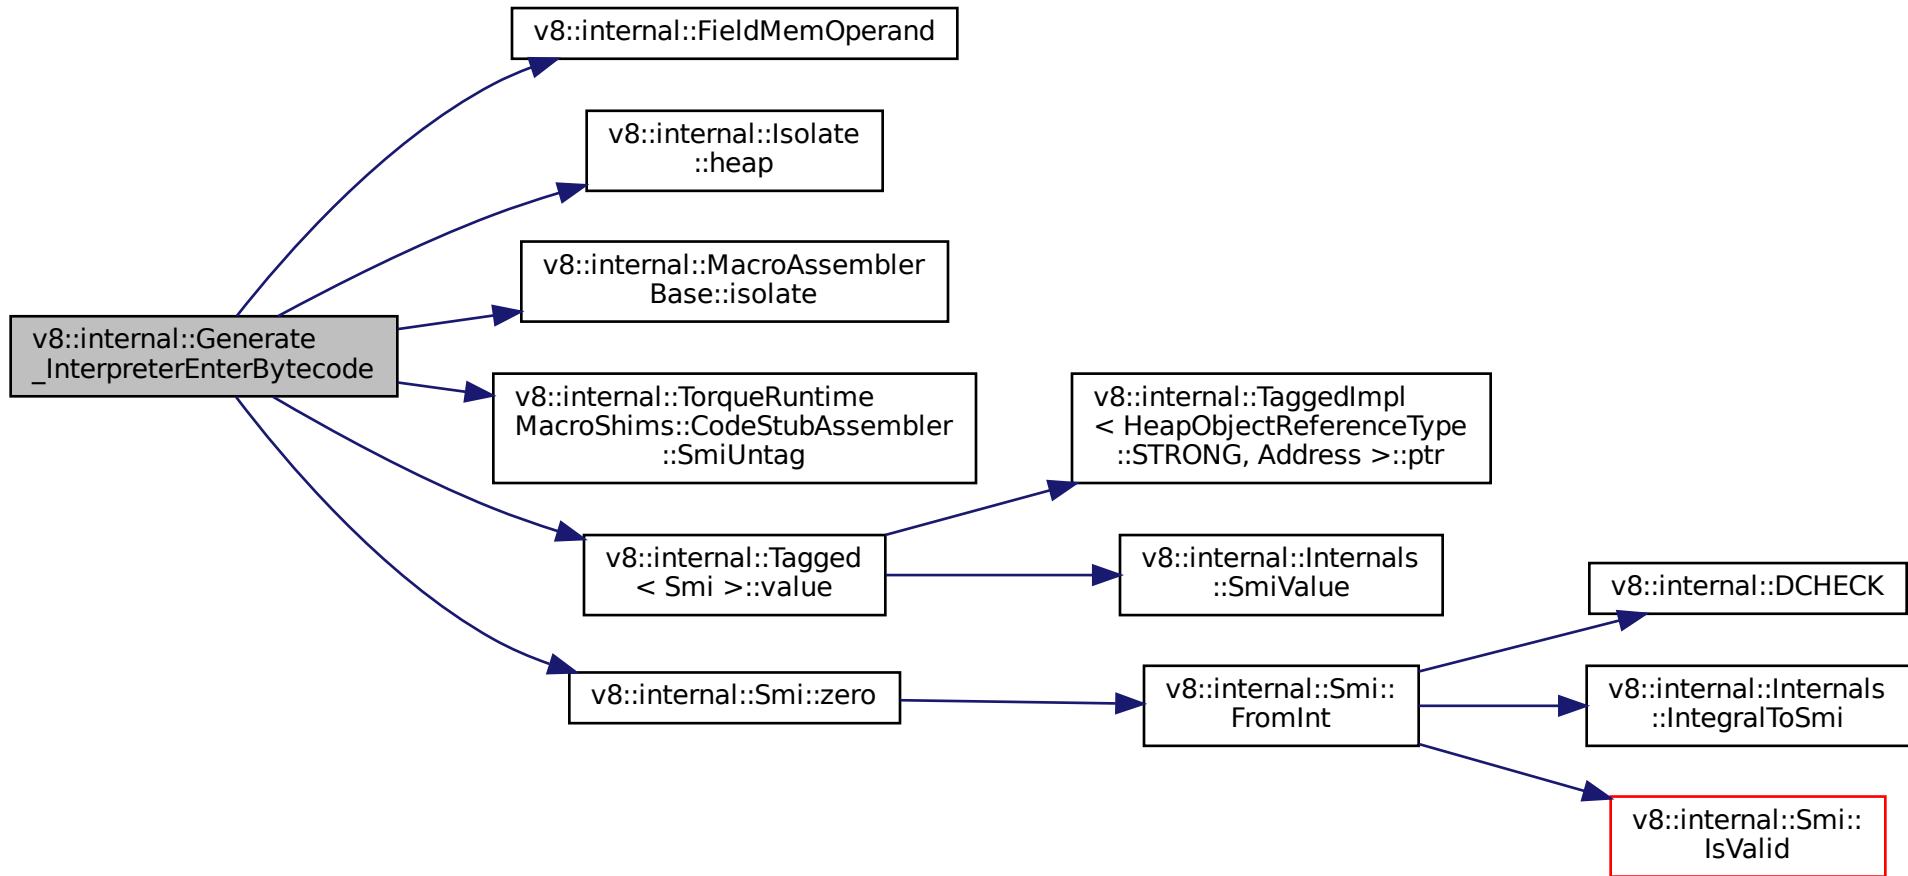 v8::internal::FieldMemOperand
v8::internal::Isolate
::heap
v8::internal::MacroAssembler
Base::isolate
v8::internal::Generate
_InterpreterEnterBytecode
v8::internal::TorqueRuntime
MacroShims::CodeStubAssembler
::SmiUntag
v8::internal::TaggedImpl
< HeapObjectReferenceType
::STRONG, Address >::ptr
v8::internal::Tagged
< Smi >::value
v8::internal::Internals
::SmiValue
v8::internal::DCHECK
v8::internal::Smi::zero
v8::internal::Smi::
FromInt
v8::internal::Internals
::IntegralToSmi
v8::internal::Smi::
IsValid